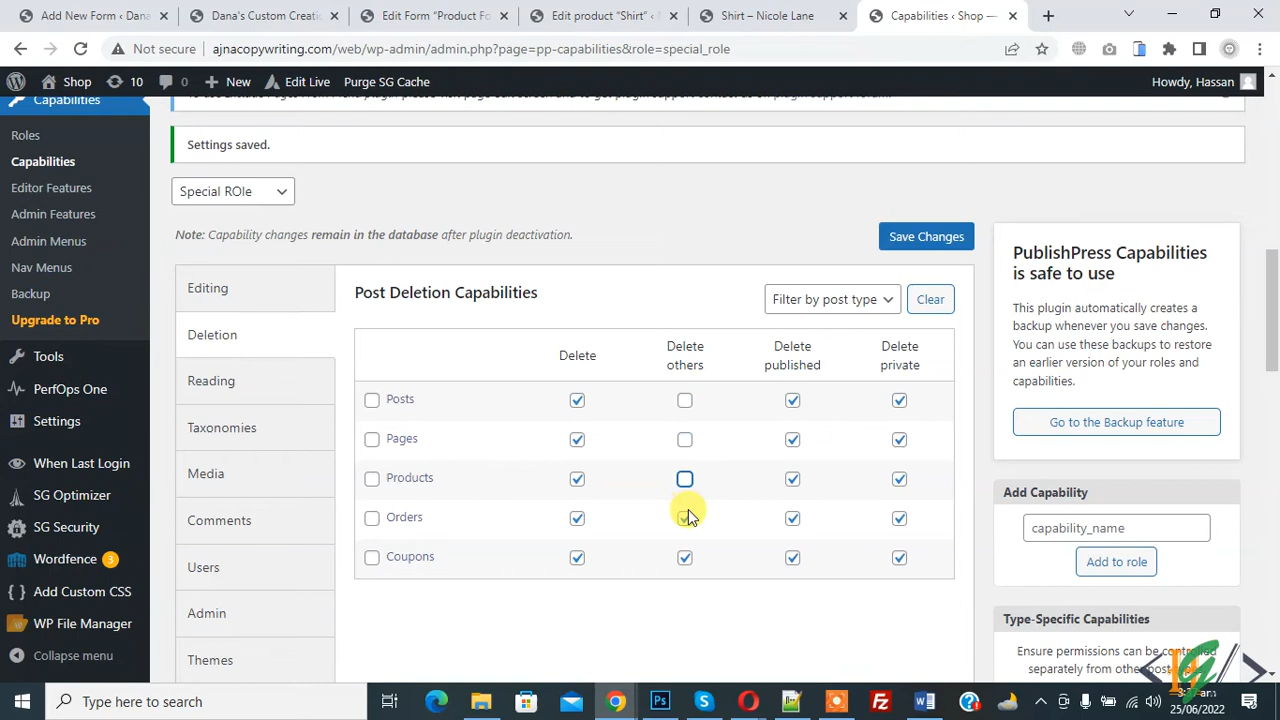 Add New Form ‹ Dana
Dana's Custom Creatio
Edit Form "Product Fo
Edit product "Shirt" ‹
Shirt – Nicole Lane
Capabilities ‹ Shop —
Not secure
ajnacopywriting.com/web/wp-admin/admin.php?page=pp-capabilities&role=special_role
Shop
10
0
New
Edit Live
Purge SG Cache
Howdy, Hassan
Capabilities
Roles
Capabilities
Editor Features
Admin Features
Admin Menus
Nav Menus
Backup
Upgrade to Pro
Tools
PerfOps One
Settings
When Last Login
SG Optimizer
SG Security
Wordfence 3
Add Custom CSS
WP File Manager
Collapse menu
Settings saved.
Special ROle
Note: Capability changes remain in the database after plugin deactivation.
Save Changes
Editing
Deletion
Reading
Taxonomies
Media
Comments
Users
Admin
Themes
Post Deletion Capabilities
Filter by post type
Clear
Delete
Delete others
Delete published
Delete private
Posts
Pages
Products
Orders
Coupons
PublishPress Capabilities
is safe to use
This plugin automatically creates a
backup whenever you save changes.
You can use these backups to restore
an earlier version of your roles and
capabilities.
Go to the Backup feature
Add Capability
capability_name
Add to role
Type-Specific Capabilities
Ensure permissions can be controlled
separately from other post
Type here to search
25/06/2022